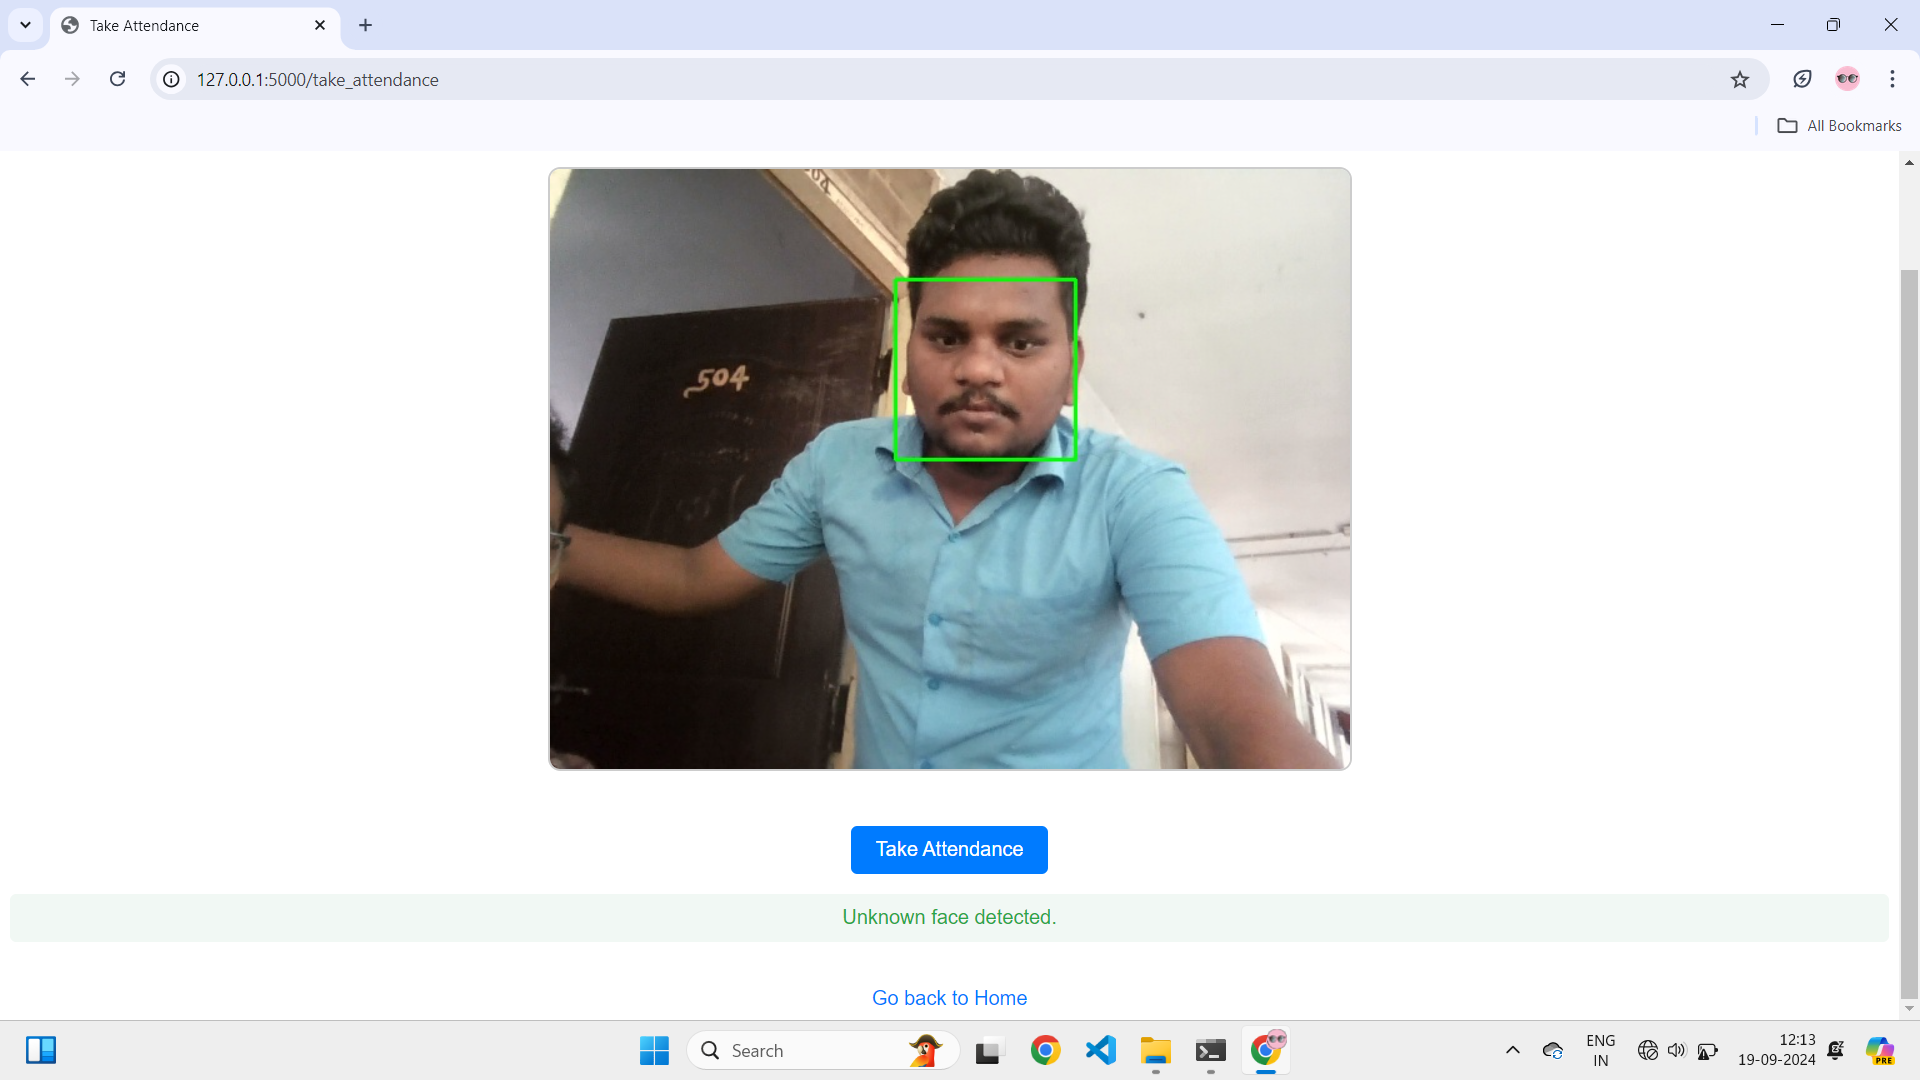 Take Attendance
127.0.0.1:5000/take_attendance
All Bookmarks
504
Take Attendance
Unknown face detected.
Go back to Home
Search
ENG
IN
12:13
19-09-2024
PRE